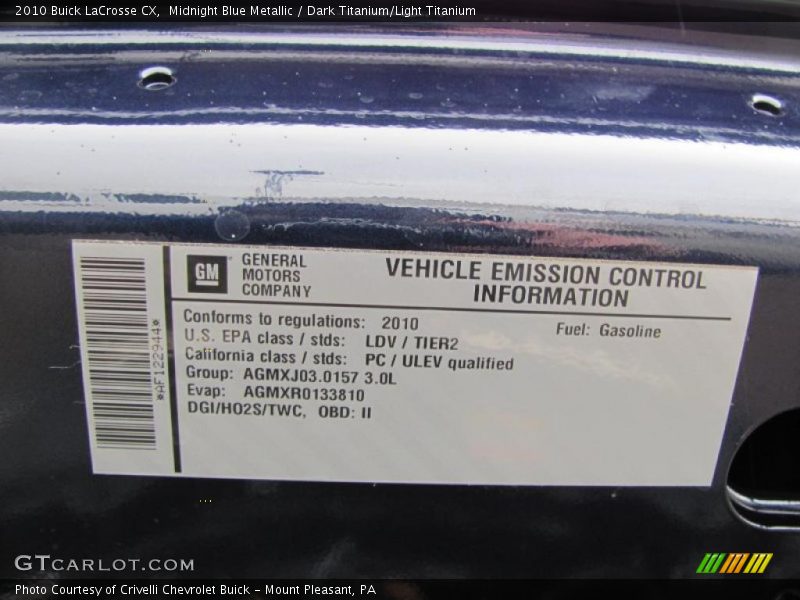 2010 Buick LaCrosse CX, Midnight Blue Metallic / Dark Titanium/Light Titanium
*AF122944*
GM
GENERAL
MOTORS
COMPANY
VEHICLE EMISSION CONTROL
INFORMATION
Conforms to regulations: 2010
Fuel: Gasoline
U.S. EPA class / stds: LDV / TIER2
California class / stds: PC / ULEV qualified
Group: AGMXJ03.0157 3.0L
Evap: AGMXR0133810
DGI/HO2S/TWC, OBD: II
GTCARLOT.COM
Photo Courtesy of Crivelli Chevrolet Buick - Mount Pleasant, PA